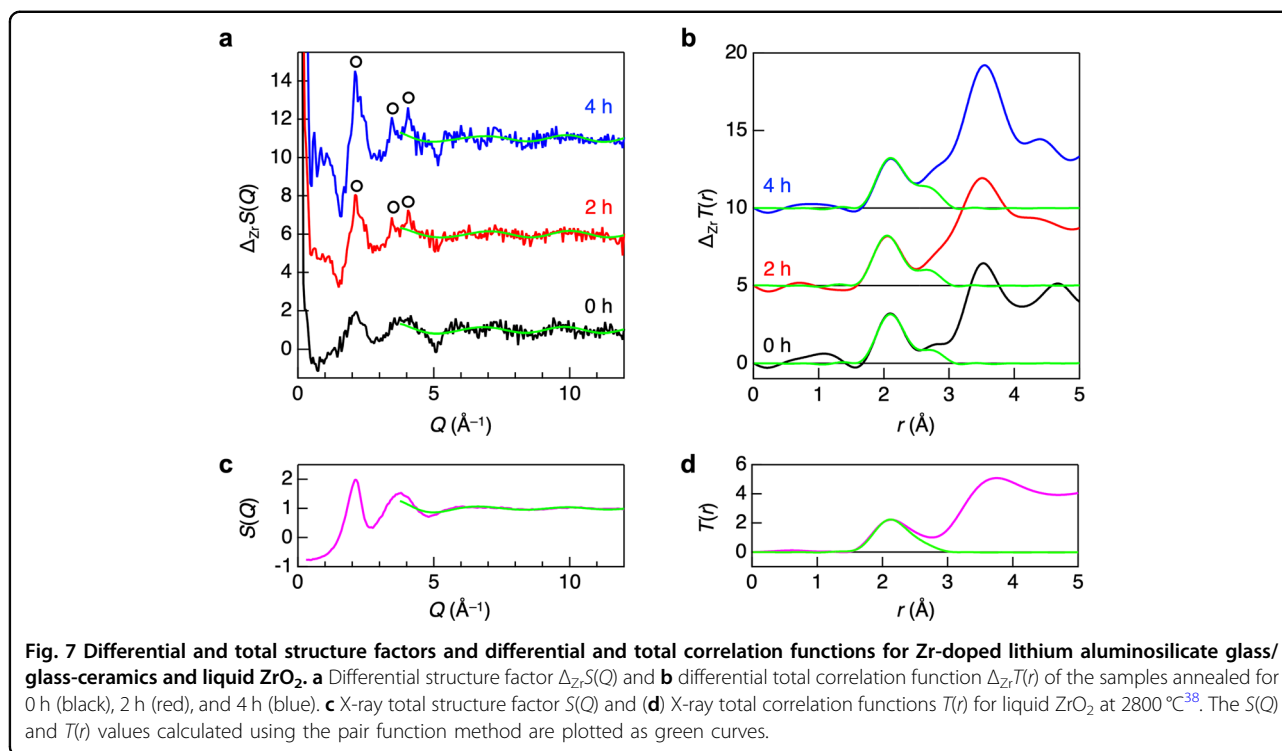 a
14
12
10
8
6
4
2
0
Δ_Zr S(Q)
4 h
2 h
0 h
0
5
10
Q (Å⁻¹)
b
20
15
10
5
0
Δ_Zr T(r)
4 h
2 h
0 h
0
1
2
3
4
5
r (Å)
c
2
1
0
-1
S(Q)
0
5
10
Q (Å⁻¹)
d
6
4
2
0
T(r)
0
1
2
3
4
5
r (Å)
Fig. 7 Differential and total structure factors and differential and total correlation functions for Zr-doped lithium aluminosilicate glass/
glass-ceramics and liquid ZrO₂. a Differential structure factor Δ_ZrS(Q) and b differential total correlation function Δ_ZrT(r) of the samples annealed for
0 h (black), 2 h (red), and 4 h (blue). c X-ray total structure factor S(Q) and (d) X-ray total correlation functions T(r) for liquid ZrO₂ at 2800 °C³⁸. The S(Q)
and T(r) values calculated using the pair function method are plotted as green curves.